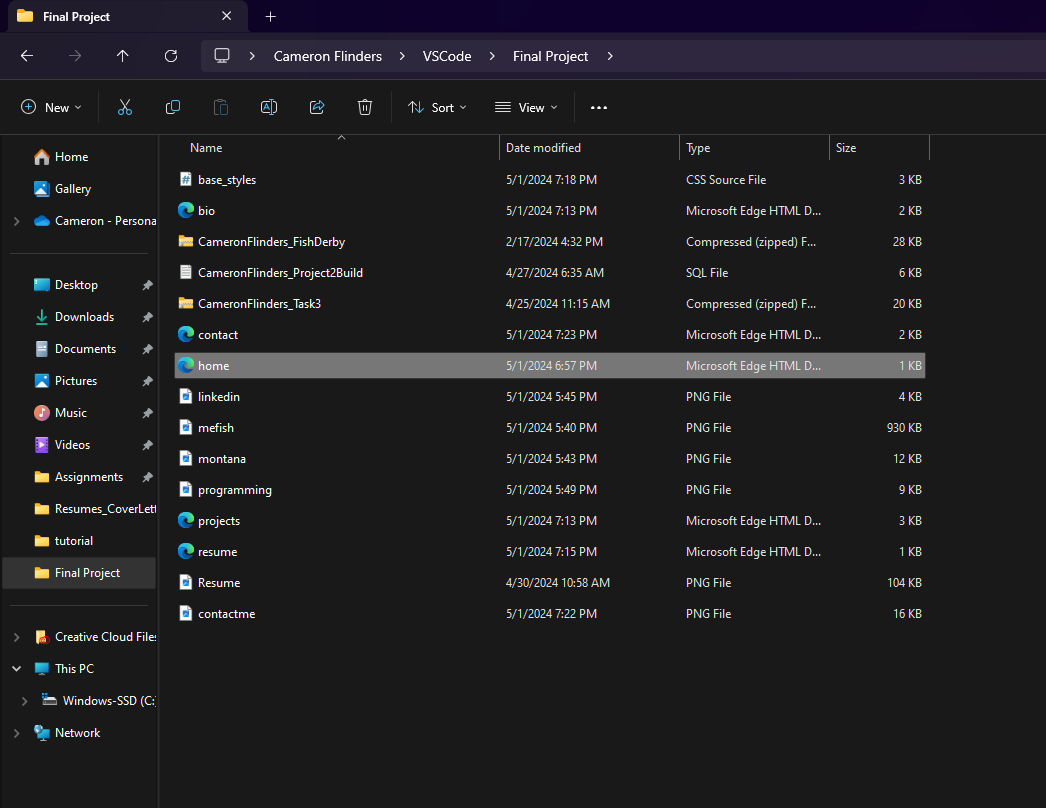 Final Project
Cameron Flinders VSCode Final Project
New Sort View
Name Date modified Type Size
Home
Gallery
Cameron - Persona
Desktop
Downloads
Documents
Pictures
Music
Videos
Assignments
Resumes_CoverLett
tutorial
Final Project
Creative Cloud Files
This PC
Windows-SSD (C:)
Network
base_styles 5/1/2024 7:18 PM CSS Source File 3 KB
bio 5/1/2024 7:13 PM Microsoft Edge HTML D... 2 KB
CameronFlinders_FishDerby 2/17/2024 4:32 PM Compressed (zipped) F... 28 KB
CameronFlinders_Project2Build 4/27/2024 6:35 AM SQL File 6 KB
CameronFlinders_Task3 4/25/2024 11:15 AM Compressed (zipped) F... 20 KB
contact 5/1/2024 7:23 PM Microsoft Edge HTML D... 2 KB
home 5/1/2024 6:57 PM Microsoft Edge HTML D... 1 KB
linkedin 5/1/2024 5:45 PM PNG File 4 KB
mefish 5/1/2024 5:40 PM PNG File 930 KB
montana 5/1/2024 5:43 PM PNG File 12 KB
programming 5/1/2024 5:49 PM PNG File 9 KB
projects 5/1/2024 7:13 PM Microsoft Edge HTML D... 3 KB
resume 5/1/2024 7:15 PM Microsoft Edge HTML D... 1 KB
Resume 4/30/2024 10:58 AM PNG File 104 KB
contactme 5/1/2024 7:22 PM PNG File 16 KB